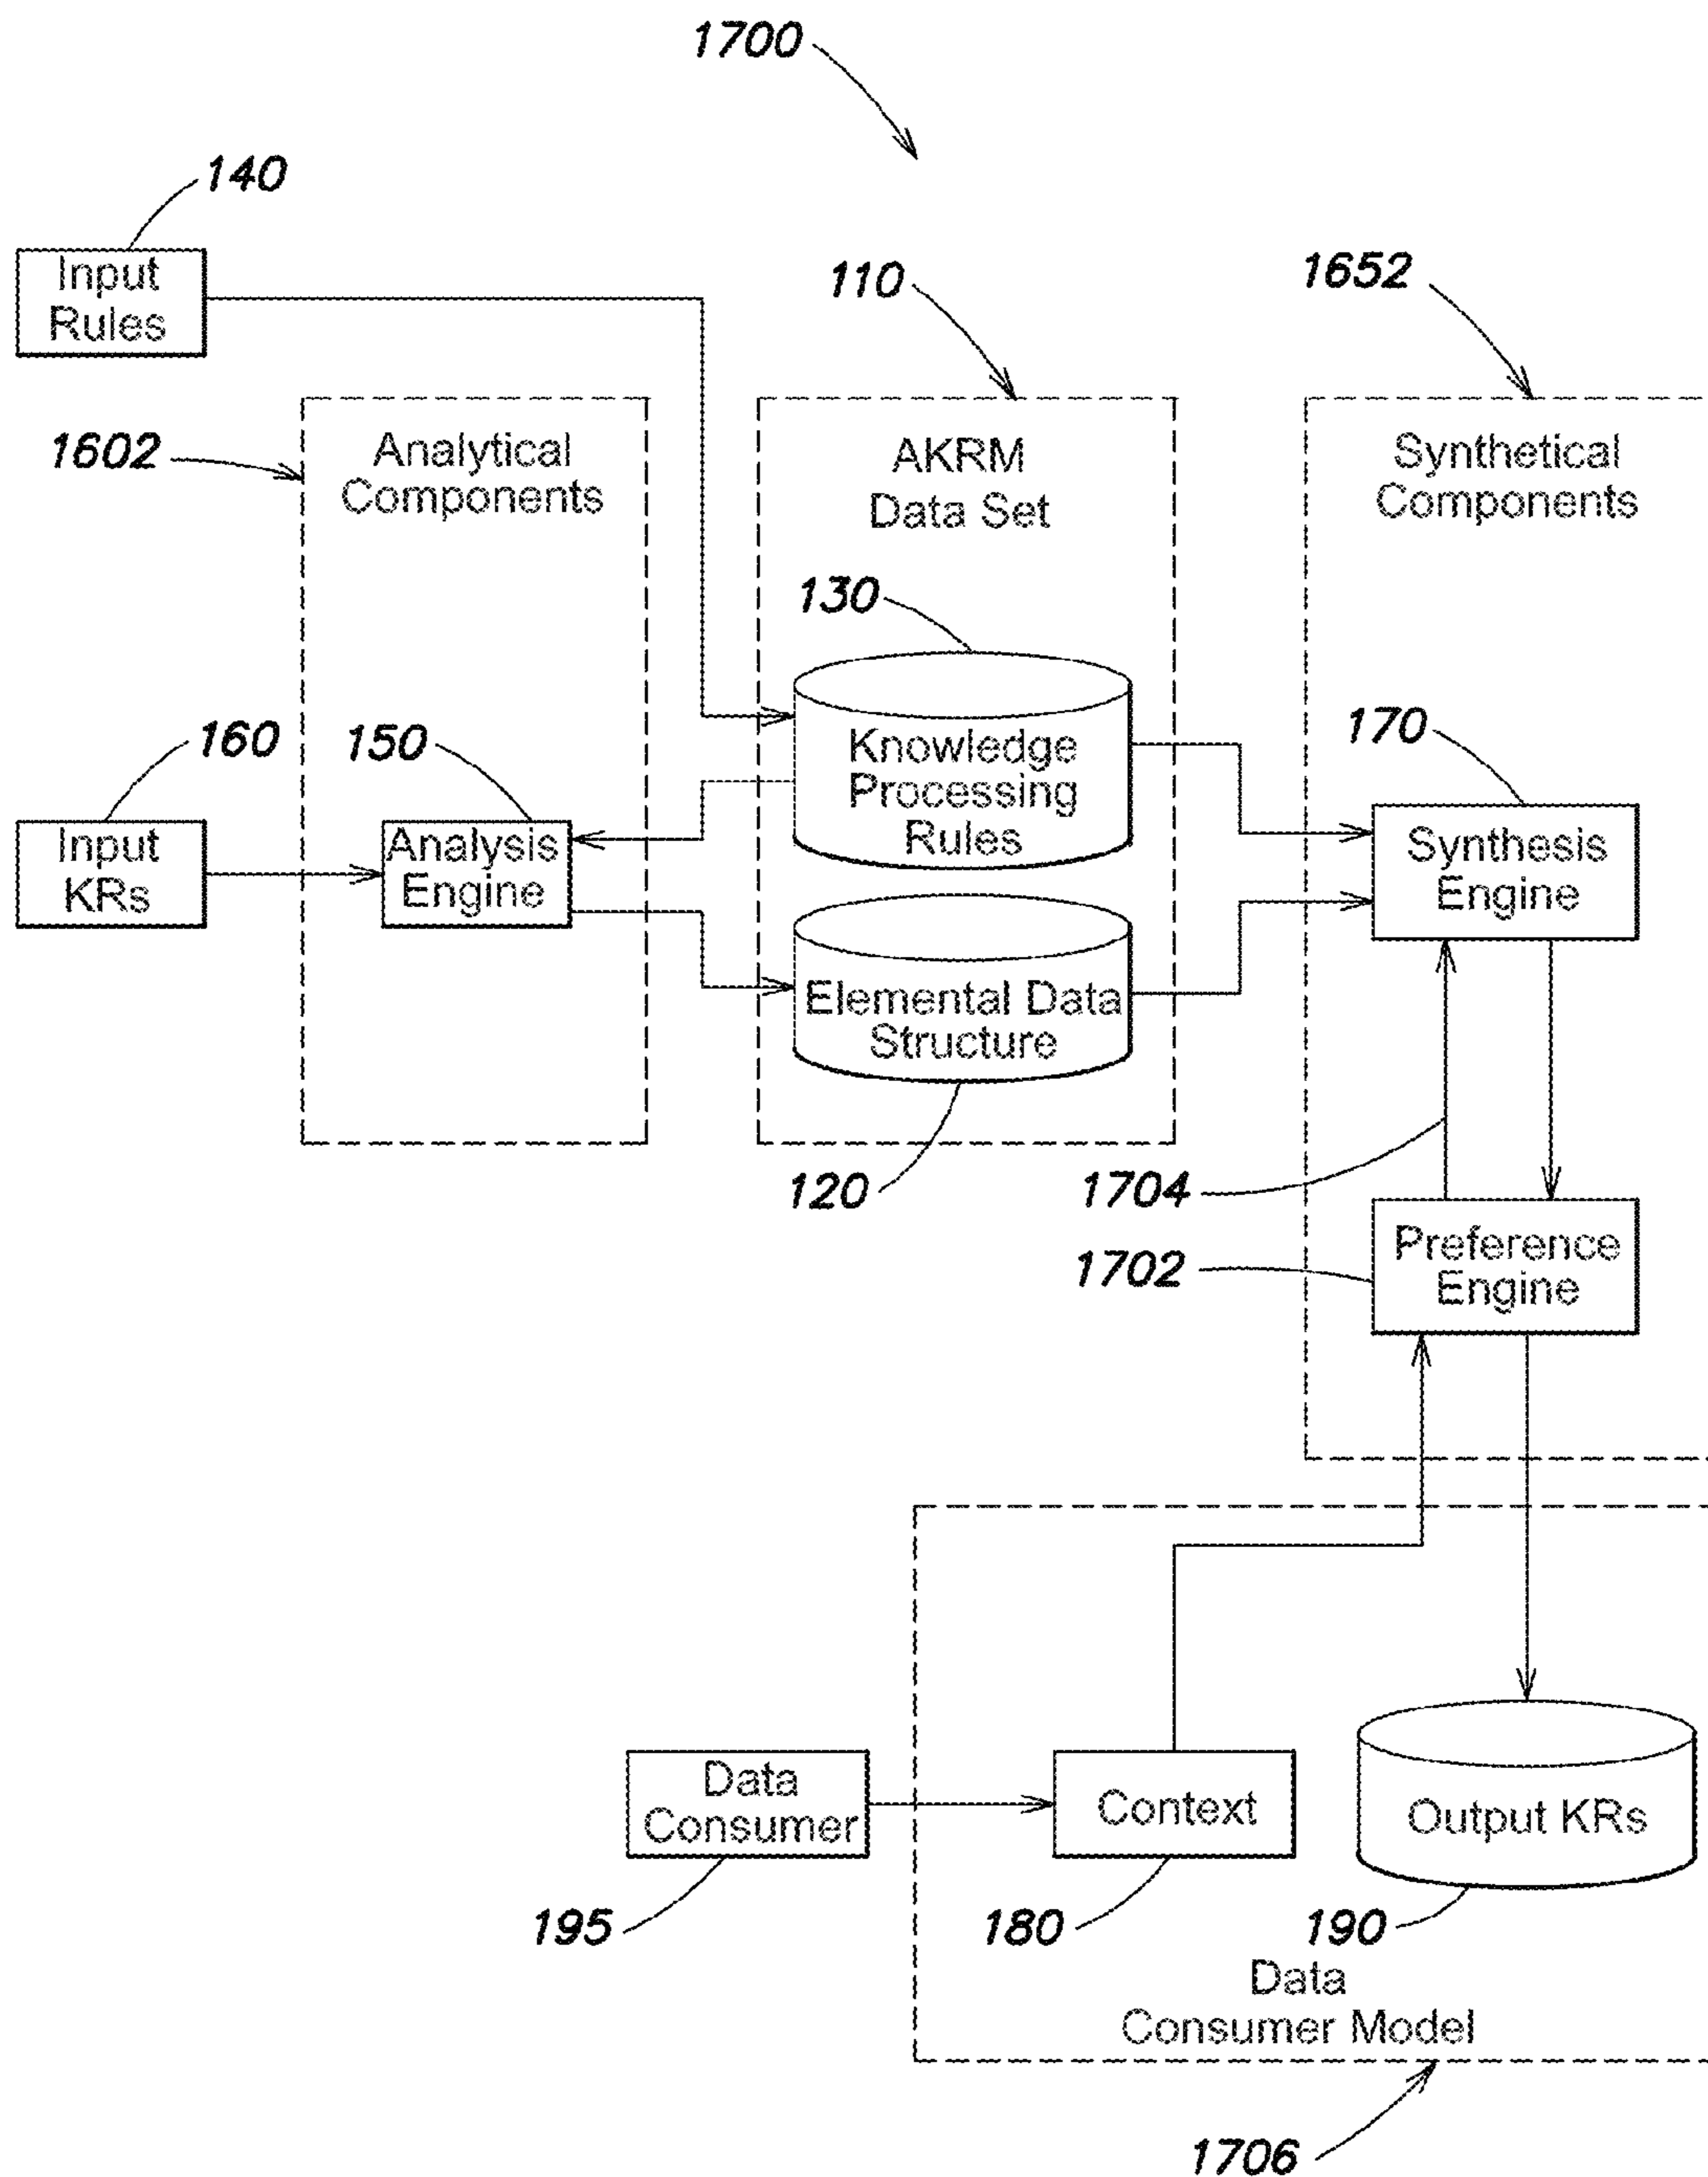 1700
140
Input
Rules
110
1652
1602
Analytical
Components
AKRM
Data Set
Synthetical
Components
130
160
150
Knowledge
Processing
Rules
170
Input
KRs
Analysis
Engine
Synthesis
Engine
Elemental Data
Structure
120
1704
1702
Preference
Engine
Data
Consumer
Context
Output KRs
195
180
190
Data
Consumer Model
1706